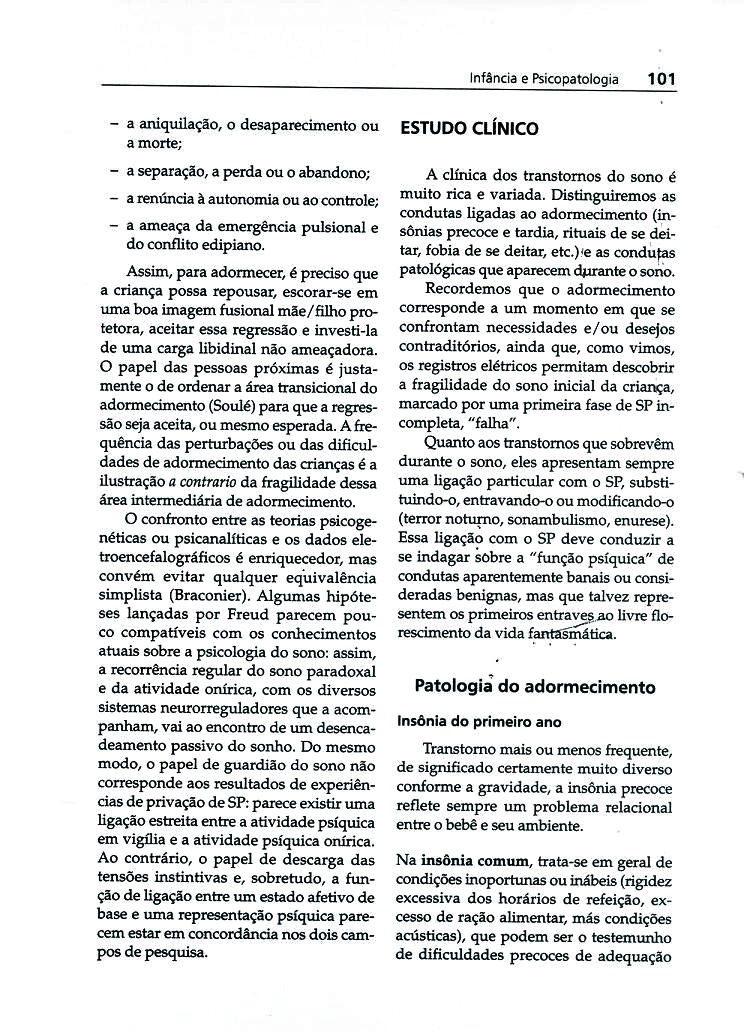 Infância e Psicopatologia 101
– a aniquilação, o desaparecimento ou
a morte;
– a separação, a perda ou o abandono;
– a renúncia à autonomia ou ao controle;
– a ameaça da emergência pulsional e
do conflito edipiano.
Assim, para adormecer, é preciso que
a criança possa repousar, escorar-se em
uma boa imagem fusional mãe/filho pro-
tetora, aceitar essa regressão e investi-la
de uma carga libidinal não ameaçadora.
O papel das pessoas próximas é justa-
mente o de ordenar a área transicional do
adormecimento (Soulé) para que a regres-
são seja aceita, ou mesmo esperada. A fre-
quência das perturbações ou das dificul-
dades de adormecimento das crianças é a
ilustração a contrario da fragilidade dessa
área intermediária de adormecimento.
O confronto entre as teorias psicoge-
néticas ou psicanalíticas e os dados ele-
troencefalográficos é enriquecedor, mas
convém evitar qualquer equivalência
simplista (Braconier). Algumas hipóte-
ses lançadas por Freud parecem pou-
co compatíveis com os conhecimentos
atuais sobre a psicologia do sono: assim,
a recorrência regular do sono paradoxal
e da atividade onírica, com os diversos
sistemas neurorreguladores que a acom-
panham, vai ao encontro de um desenca-
deamento passivo do sonho. Do mesmo
modo, o papel de guardião do sono não
corresponde aos resultados de experiên-
cias de privação de SP: parece existir uma
ligação estreita entre a atividade psíquica
em vigília e a atividade psíquica onírica.
Ao contrário, o papel de descarga das
tensões instintivas e, sobretudo, a fun-
ção de ligação entre um estado afetivo de
base e uma representação psíquica pare-
cem estar em concordância nos dois cam-
pos de pesquisa.
ESTUDO CLÍNICO
A clínica dos transtornos do sono é
muito rica e variada. Distinguiremos as
condutas ligadas ao adormecimento (in-
sônias precoce e tardia, rituais de se dei-
tar, fobia de se deitar, etc.) e as condutas
patológicas que aparecem durante o sono.
Recordemos que o adormecimento
corresponde a um momento em que se
confrontam necessidades e/ou desejos
contraditórios, ainda que, como vimos,
os registros elétricos permitam descobrir
a fragilidade do sono inicial da criança,
marcado por uma primeira fase de SP in-
completa, "falha".
Quanto aos transtornos que sobrevêm
durante o sono, eles apresentam sempre
uma ligação particular com o SP, substi-
tuindo-o, entravando-o ou modificando-o
(terror noturno, sonambulismo, enurese).
Essa ligação com o SP deve conduzir a
se indagar sobre a "função psíquica" de
condutas aparentemente banais ou consi-
deradas benignas, mas que talvez repre-
sentem os primeiros entraves ao livre flo-
rescimento da vida fantasmática.
Patologia do adormecimento
Insônia do primeiro ano
Transtorno mais ou menos frequente,
de significado certamente muito diverso
conforme a gravidade, a insônia precoce
reflete sempre um problema relacional
entre o bebê e seu ambiente.
Na insônia comum, trata-se em geral de
condições inoportunas ou inábeis (rigidez
excessiva dos horários de refeição, ex-
cesso de ração alimentar, más condições
acústicas), que podem ser o testemunho
de dificuldades precoces de adequação